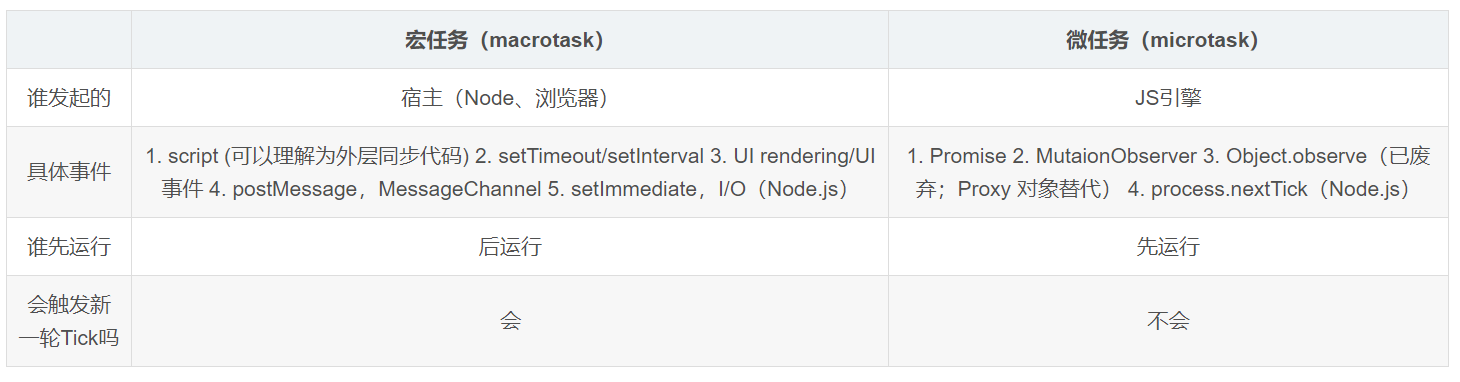 宏任务（macrotask）
微任务（microtask）
谁发起的
宿主（Node、浏览器）
JS引擎
具体事件
1. script (可以理解为外层同步代码) 2. setTimeout/setInterval 3. UI rendering/UI
事件 4. postMessage，MessageChannel 5. setImmediate，I/O（Node.js）
1. Promise 2. MutaionObserver 3. Object.observe（已废
弃；Proxy 对象替代） 4. process.nextTick（Node.js）
谁先运行
后运行
先运行
会触发新
一轮Tick吗
会
不会